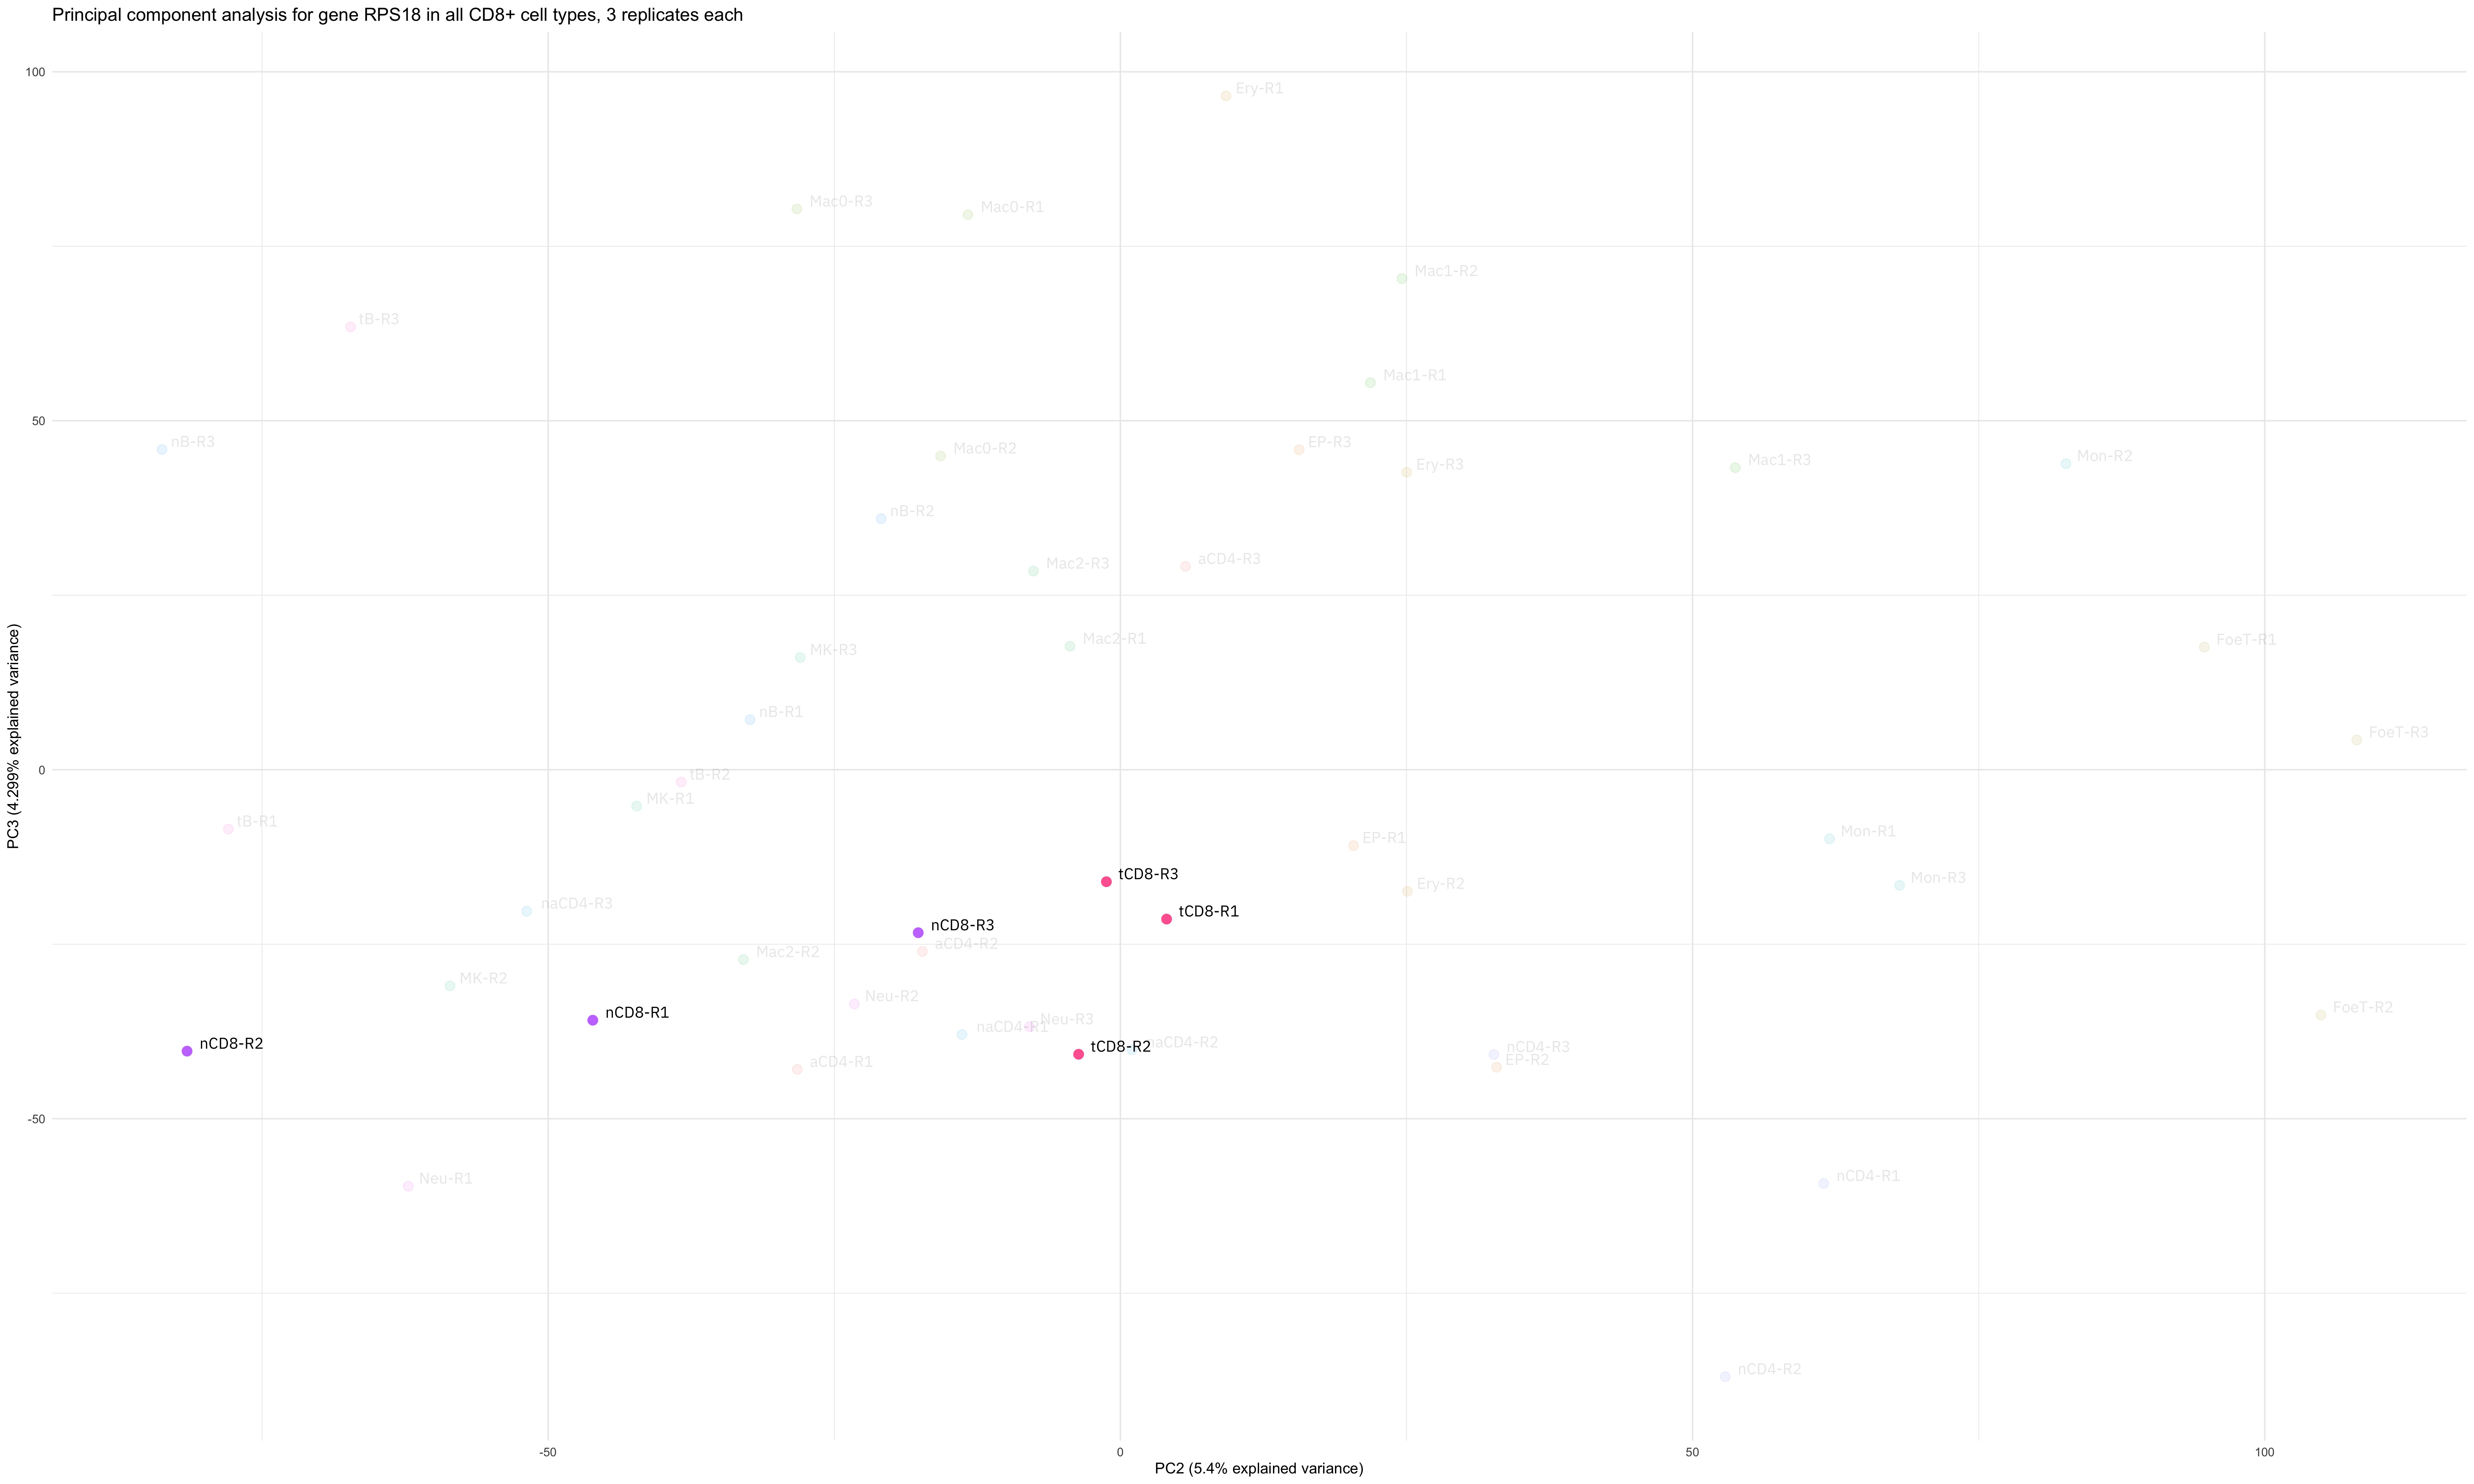 Principal component analysis for gene RPS18 in all CD8+ cell types, 3 replicates each
100
Ery-R1
Mac0-R3
Mac0-R1
Mac1-R2
tB-R3
Mac1-R1
50
nB-R3
Mac0-R2
EP-R3
Ery-R3
Mac1-R3
Mon-R2
nB-R2
Mac2-R3
aCD4-R3
MK-R3
Mac2-R1
FoeT-R1
nB-R1
FoeT-R3
0
tB-R2
MK-R1
tB-R1
EP-R1
Mon-R1
tCD8-R3
Ery-R2
Mon-R3
naCD4-R3
tCD8-R1
nCD8-R3
aCD4-R2
Mac2-R2
MK-R2
Neu-R2
FoeT-R2
nCD8-R1
naCD4-R1
Neu-R3
nCD8-R2
tCD8-R2
naCD4-R2
nCD4-R3
EP-R2
aCD4-R1
-50
Neu-R1
nCD4-R1
nCD4-R2
-50
0
50
100
PC2 (5.4% explained variance)
PC3 (4.299% explained variance)